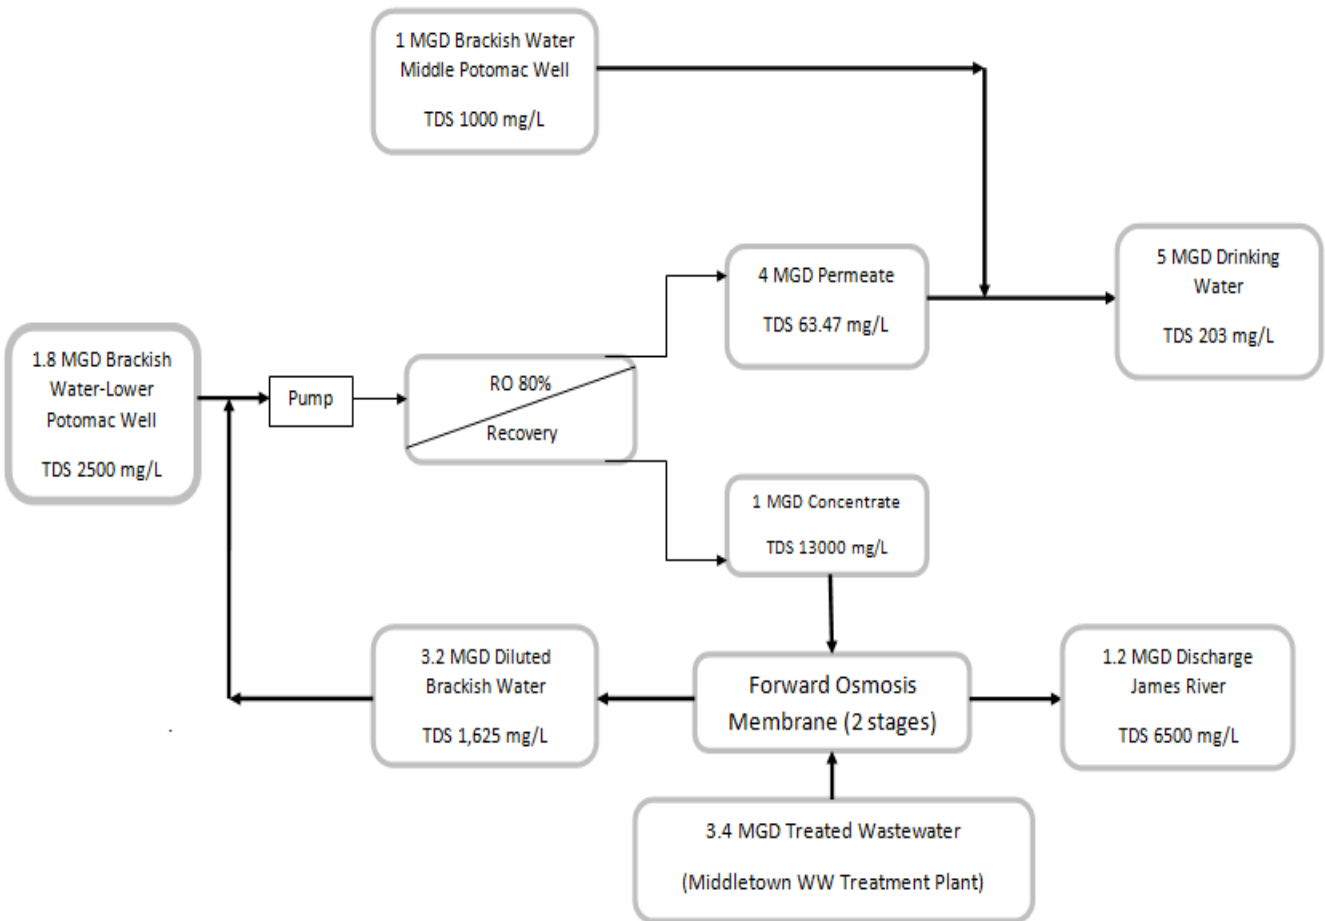 1 MGD Brackish Water
Middle Potomac Well
TDS 1000 mg/L
4 MGD Permeate
TDS 63.47 mg/L
5 MGD Drinking
Water
TDS 203 mg/L
1.8 MGD Brackish
Water-Lower
Potomac Well
TDS 2500 mg/L
Pump
RO 80%
Recovery
1 MGD Concentrate
TDS 13000 mg/L
3.2 MGD Diluted
Brackish Water
TDS 1,625 mg/L
Forward Osmosis
Membrane (2 stages)
1.2 MGD Discharge
James River
TDS 6500 mg/L
3.4 MGD Treated Wastewater
(Middletown WW Treatment Plant)